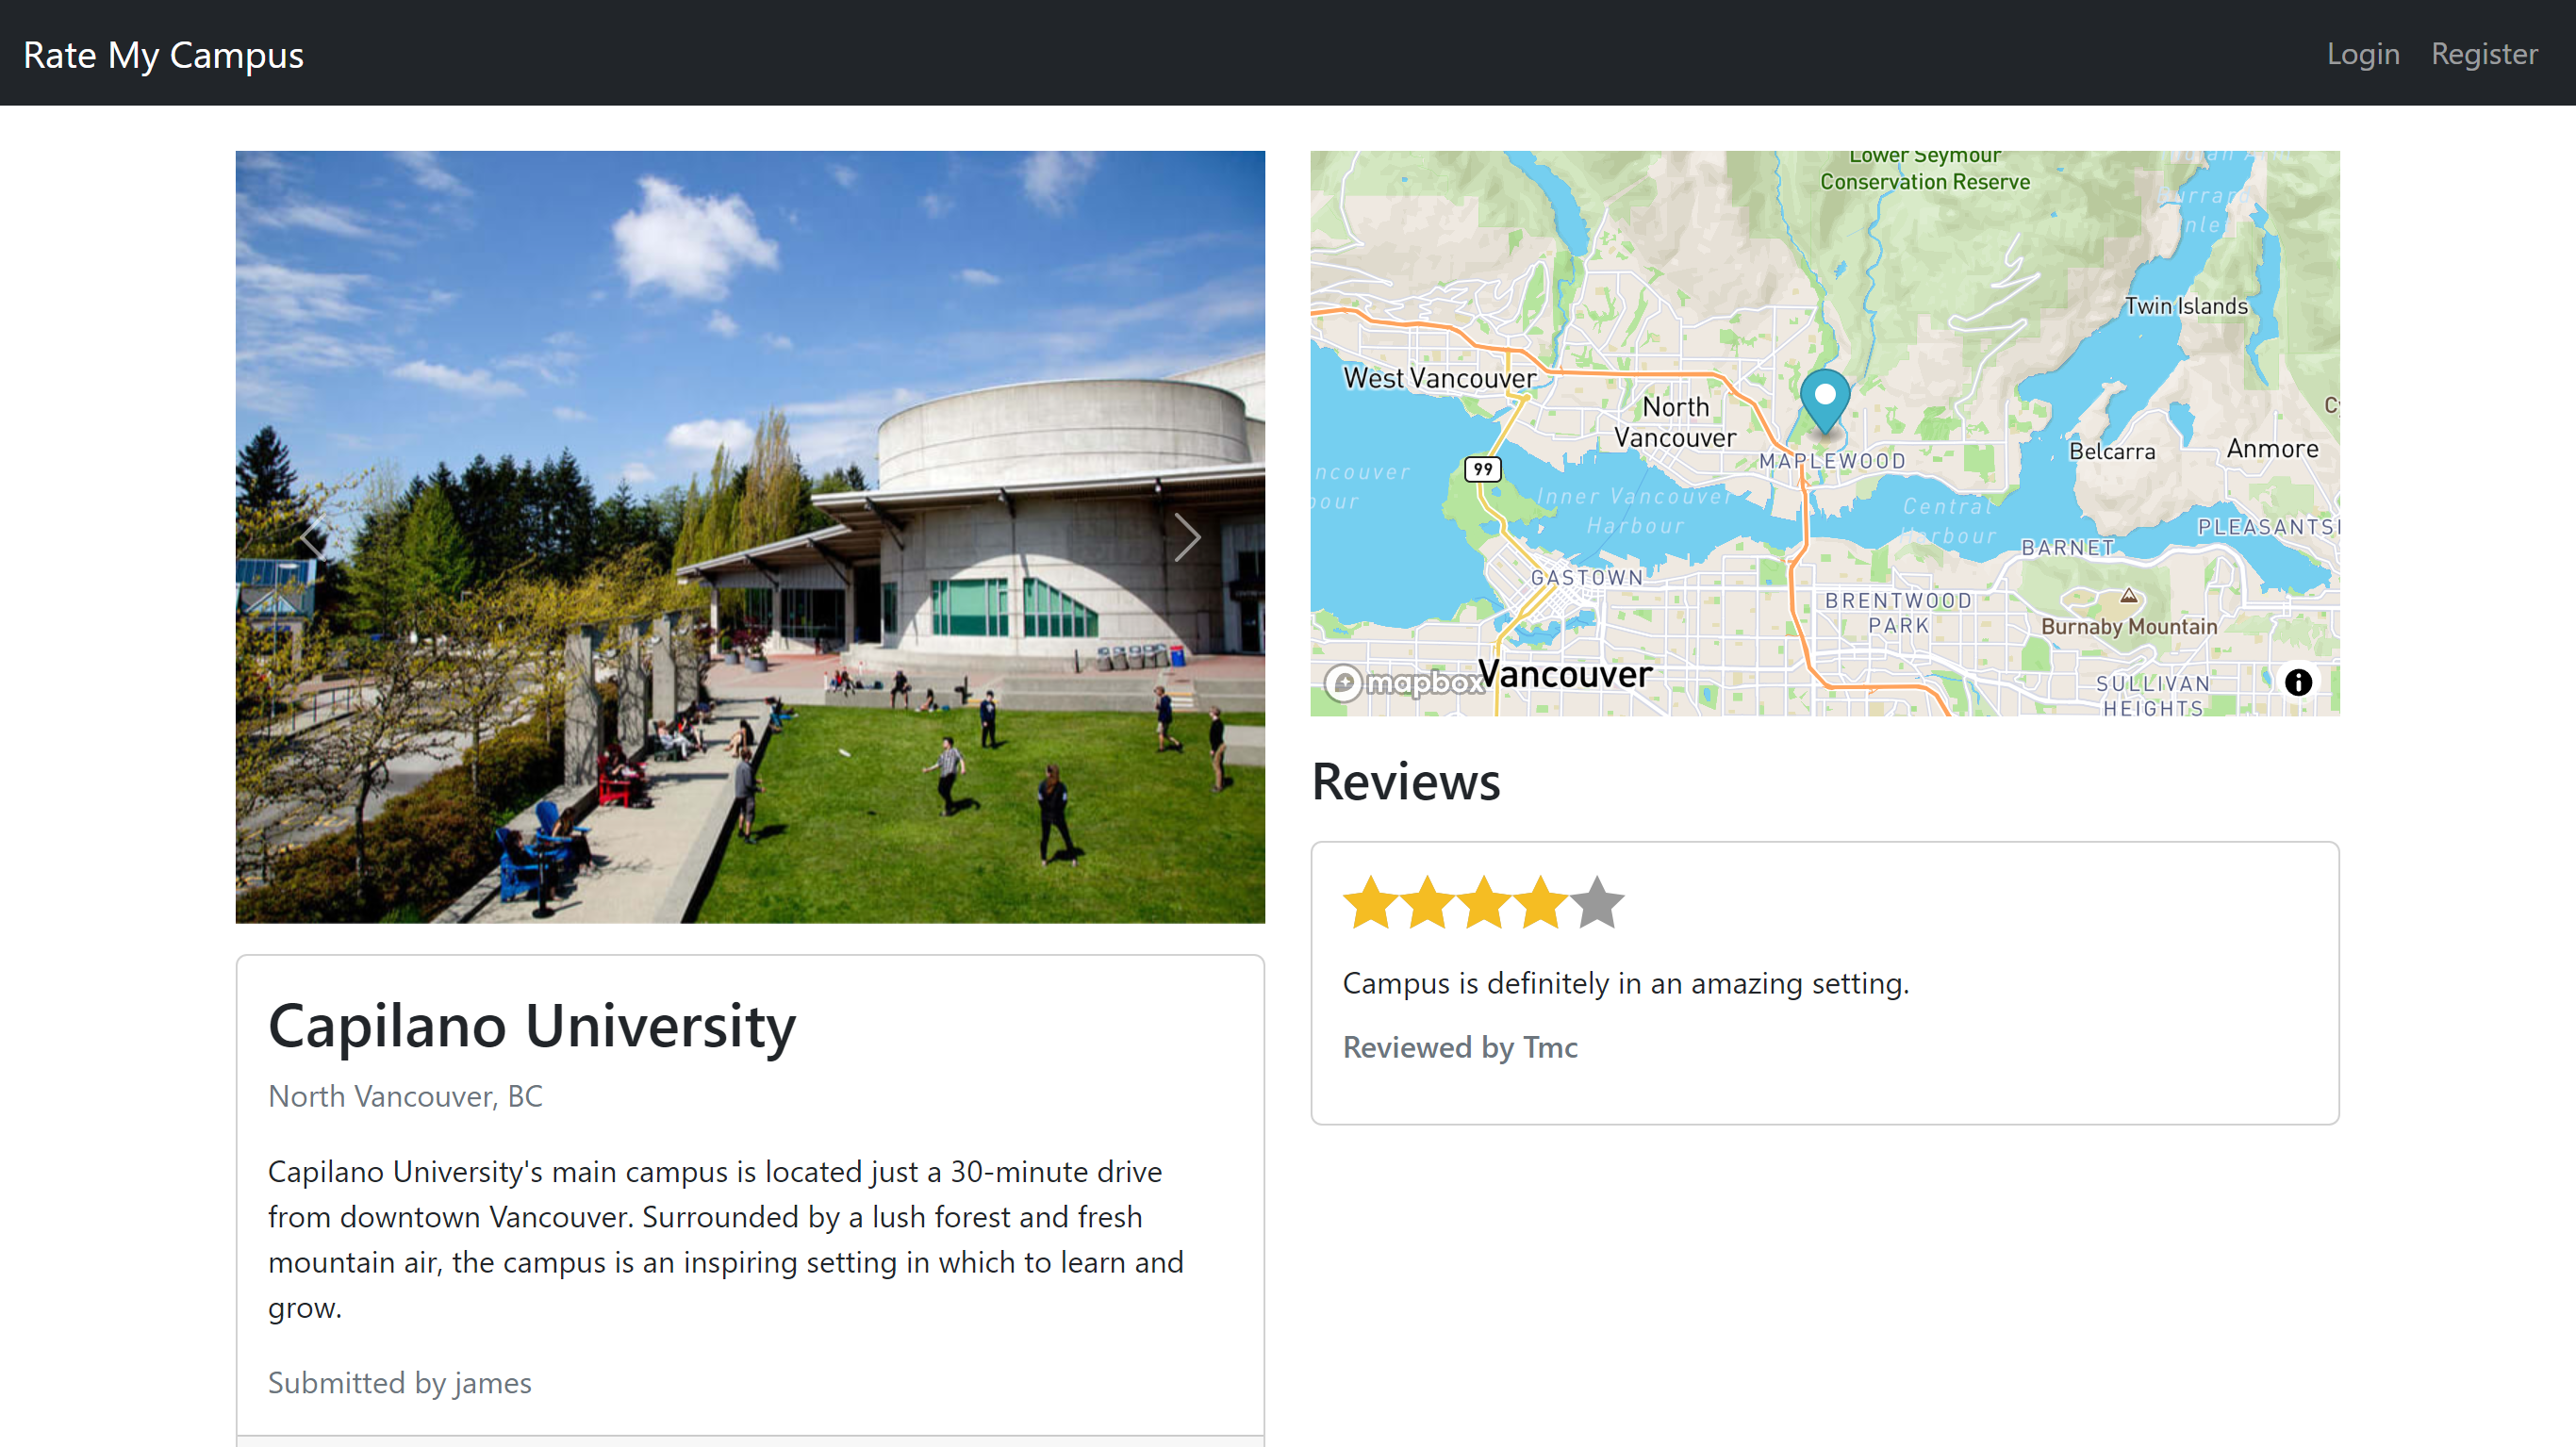 Rate My Campus
Login Register
Capilano University
North Vancouver, BC
Capilano University's main campus is located just a 30-minute drive
from downtown Vancouver. Surrounded by a lush forest and fresh
mountain air, the campus is an inspiring setting in which to learn and
grow.
Submitted by james
Lower Seymour
Conservation Reserve
Twin Islands
West Vancouver
North
Vancouver
MAPLEWOOD
Belcarra
Anmore
99
Inner Vancouver
Harbour
Central
Harbour
BARNET
GASTOWN
BRENTWOOD
PARK
Burnaby Mountain
mapbox
Vancouver
SULLIVAN
HEIGHTS
Reviews
Campus is definitely in an amazing setting.
Reviewed by Tmc